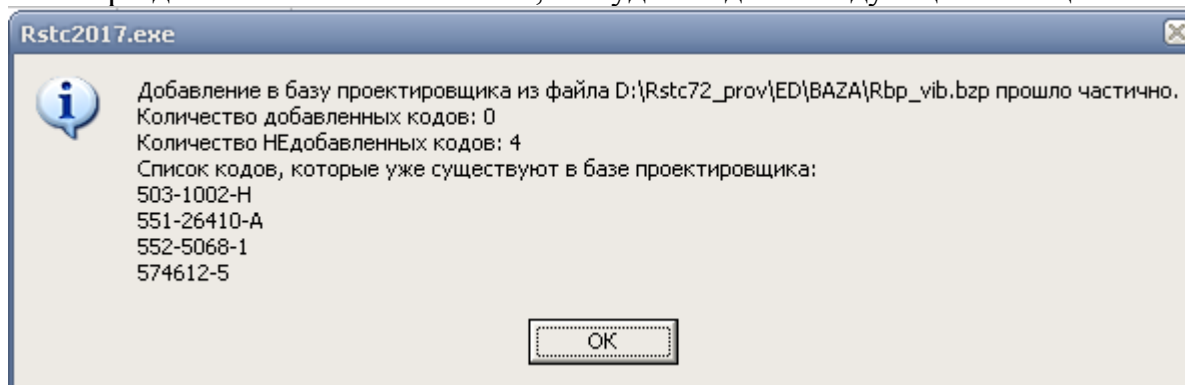 Rstc2017.exe
Добавление в базу проектировщика из файла D:\Rstc72_prov\ED\BAZA\Rbp_vib.bzp прошло частично.
Количество добавленных кодов: 0
Количество НЕдобавленных кодов: 4
Список кодов, которые уже существуют в базе проектировщика:
503-1002-Н
551-26410-А
552-5068-1
574612-5
ОК